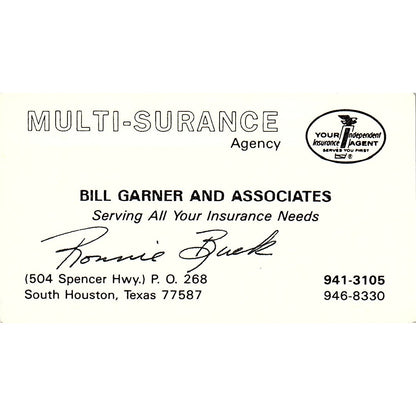 MULTI-SURANCE
Agency
YOUR Independent
Insurance AGENT
SERVES YOU FIRST
BILL GARNER AND ASSOCIATES
Serving All Your Insurance Needs
Ronnie Buck
(504 Spencer Hwy.) P. O. 268
South Houston, Texas 77587
941-3105
946-8330